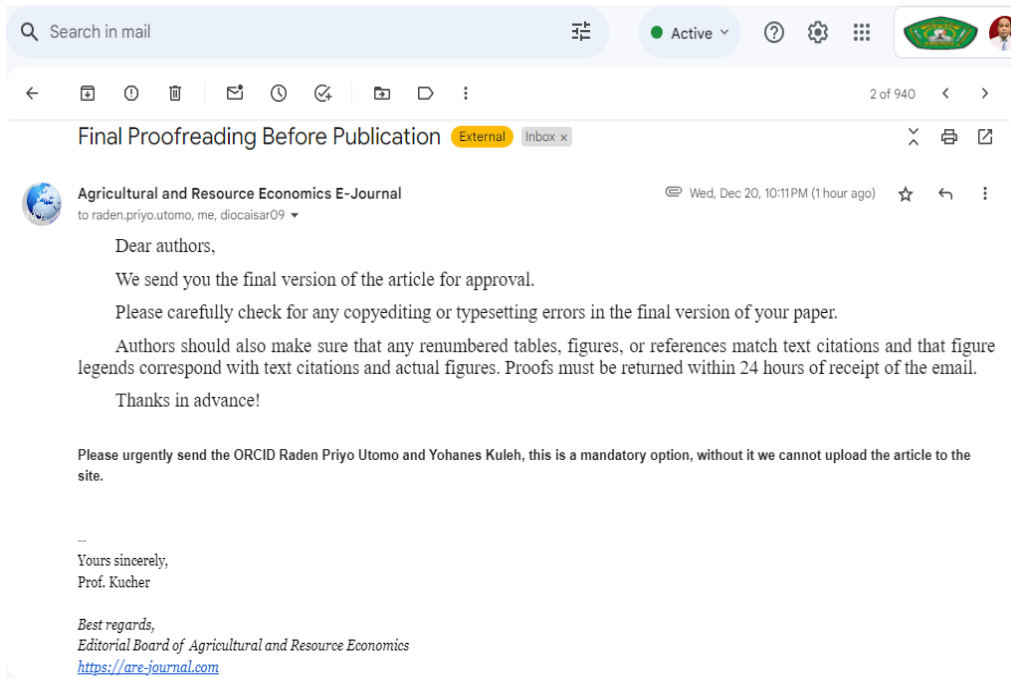 Search in mail
Active
2 of 940
Final Proofreading Before Publication External Inbox x
Agricultural and Resource Economics E-Journal
Wed, Dec 20, 10:11 PM (1 hour ago)
to raden.priyo.utomo, me, diocaisar09
Dear authors,
We send you the final version of the article for approval.
Please carefully check for any copyediting or typesetting errors in the final version of your paper.
Authors should also make sure that any renumbered tables, figures, or references match text citations and that figure
legends correspond with text citations and actual figures. Proofs must be returned within 24 hours of receipt of the email.
Thanks in advance!
Please urgently send the ORCID Raden Priyo Utomo and Yohanes Kuleh, this is a mandatory option, without it we cannot upload the article to the
site.
--
Yours sincerely,
Prof. Kucher
Best regards,
Editorial Board of Agricultural and Resource Economics
https://are-journal.com